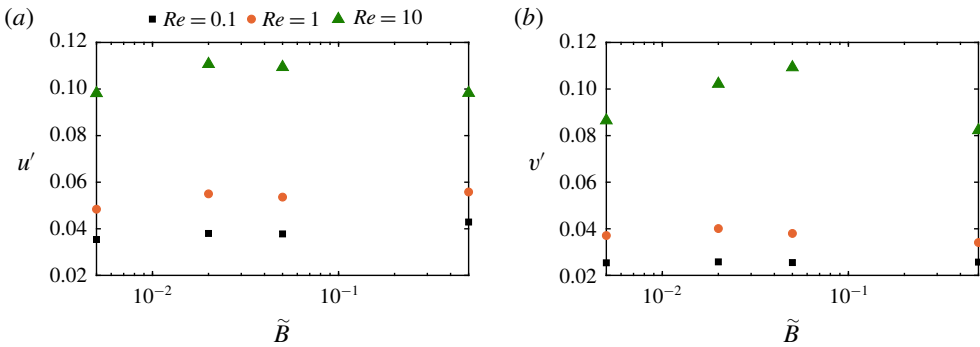 (a) ■ Re = 0.1 ● Re = 1 ▲ Re = 10 (b)
0.12 0.12
0.10 0.10
0.08 0.08
u′ v′
0.06 0.06
0.04 0.04
0.02 0.02
10⁻² 10⁻¹ 10⁻² 10⁻¹
B̃ B̃